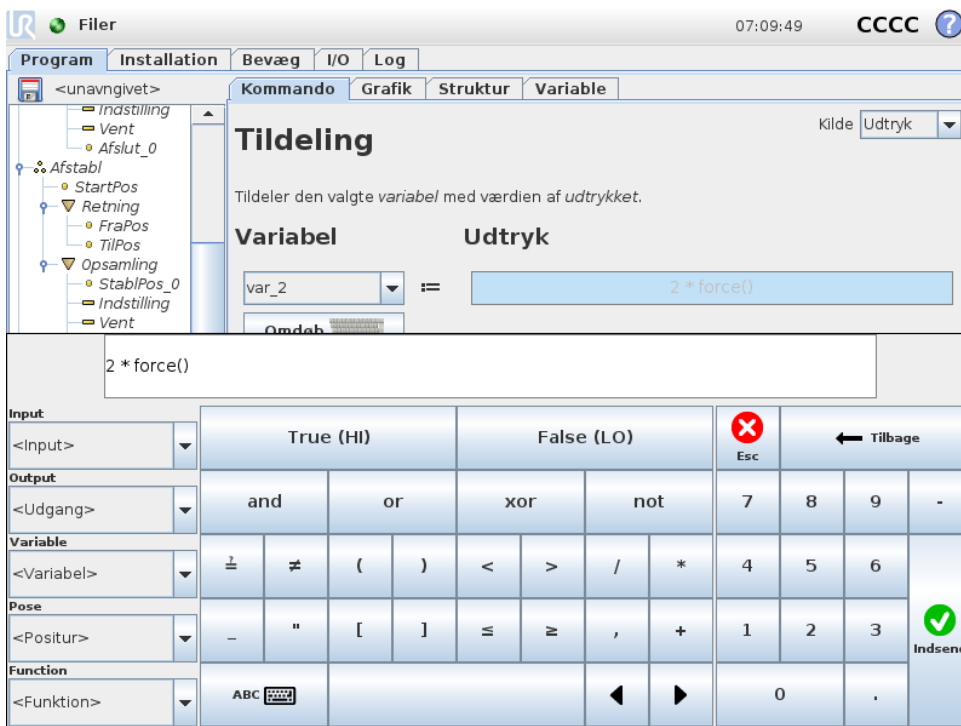 UR Filer 07:09:49 CCCC ?
Program Installation Bevæg I/O Log
<unavngivet> Kommando Grafik Struktur Variable
Indstilling
Vent
Afslut_0
Afstabl
StartPos
Retning
FraPos
TilPos
Opsamling
StablPos_0
Indstilling
Vent
Tildeling
Kilde Udtryk
Tildeler den valgte variabel med værdien af udtrykket.
Variabel Udtryk
var_2 := 2 * force()
Omdøb
2 * force()
Input
<Input>
Output
<Udgang>
Variable
<Variabel>
Pose
<Positur>
Function
<Funktion>
True (HI) False (LO) Esc Tilbage
and or xor not 7 8 9 -
≟ ≠ ( ) < > / * 4 5 6
_ " [ ] ≤ ≥ , + 1 2 3
Indsend
ABC 0 .